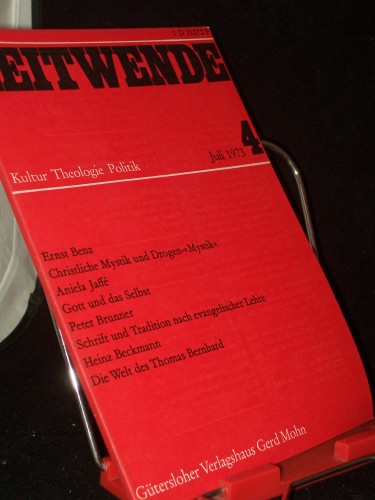 1 D 21272 F
EITWENDE
Kultur Theologie Politik
Juli 1973 4
Ernst Benz
Christliche Mystik und Drogen-»Mystik«
Aniela Jaffé
Gott und das Selbst
Peter Brunner
Schrift und Tradition nach evangelischer Lehre
Heinz Beckmann
Die Welt des Thomas Bernhard
Gütersloher Verlagshaus Gerd Mohn